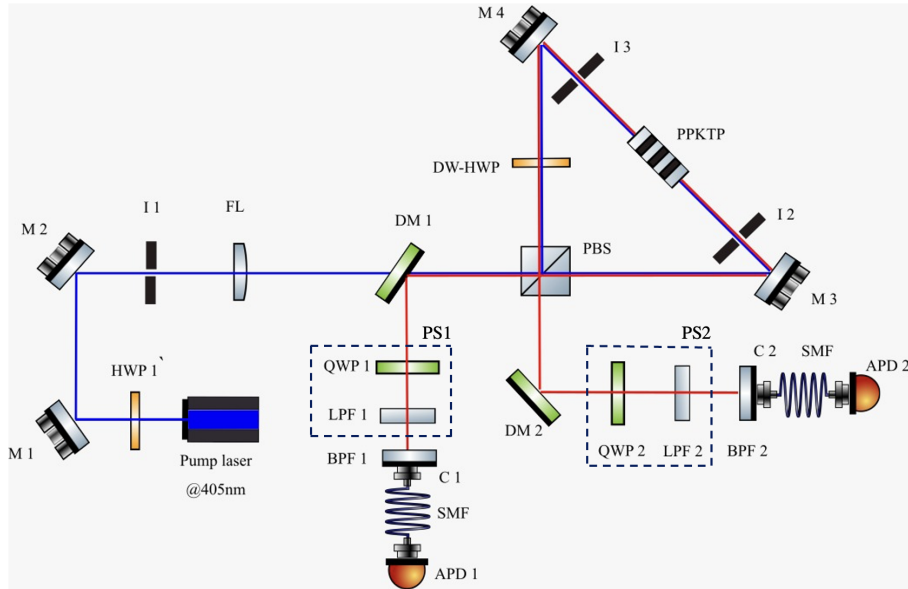 M 4
I 3
PPKTP
DW-HWP
I 1
FL
M 2
DM 1
I 2
PBS
M 3
HWP 1 `
PS1
PS2
QWP 1
C 2
SMF
APD 2
LPF 1
M 1
DM 2
Pump laser
@405nm
BPF 1
QWP 2
LPF 2
BPF 2
C 1
SMF
APD 1